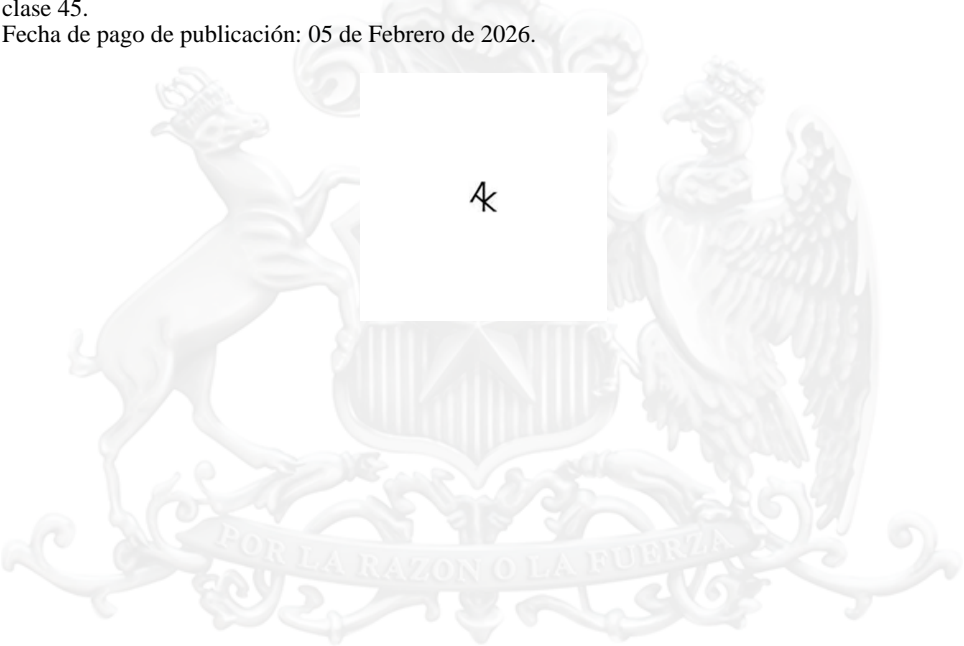 clase 45.
Fecha de pago de publicación: 05 de Febrero de 2026.
AK
POR LA RAZON O LA FUERZA